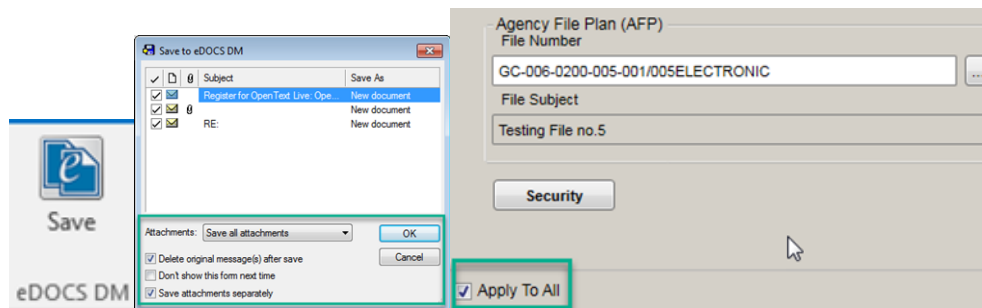 Save
eDOCS DM
Save to eDOCS DM
Subject Save As
Register for OpenText Live: Ope... New document
New document
RE: New document
Attachments: Save all attachments
OK
Cancel
Delete original message(s) after save
Don't show this form next time
Save attachments separately
Agency File Plan (AFP)
File Number
GC-006-0200-005-001/005ELECTRONIC
...
File Subject
Testing File no.5
Security
Apply To All